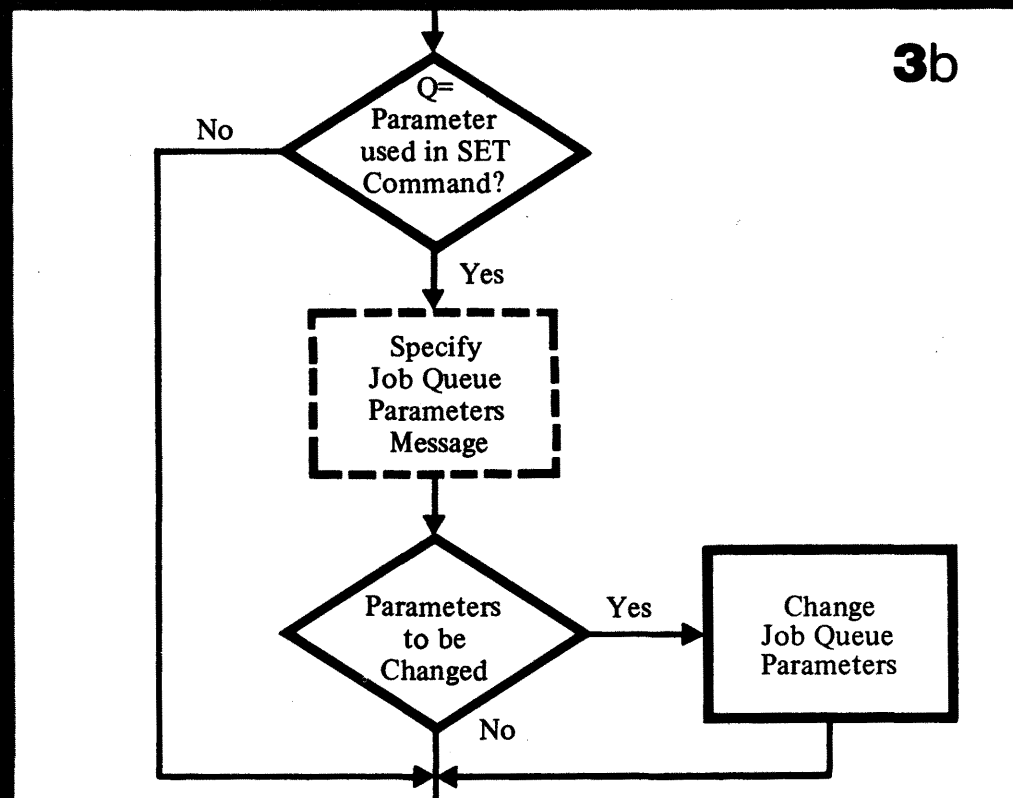 3b
Q=
Parameter
used in SET
Command?
No
Yes
Specify
Job Queue
Parameters
Message
Parameters
to be
Changed
Yes
Change
Job Queue
Parameters
No